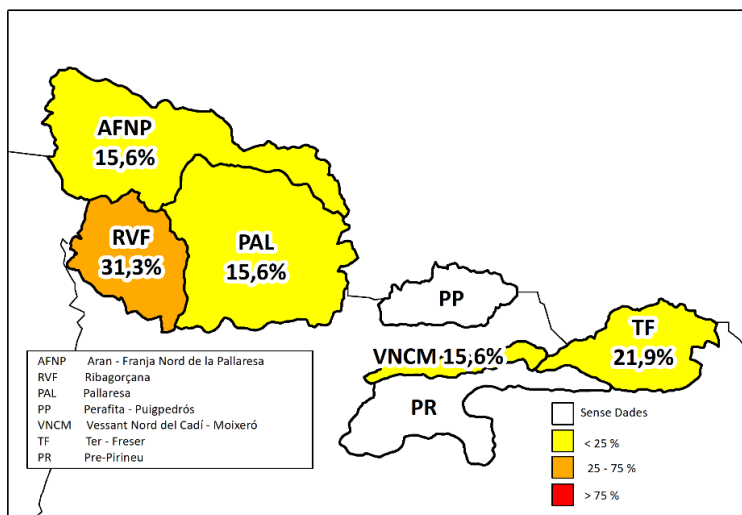 AFNP
15,6%
RVF
31,3%
PAL
15,6%
PP
TF
21,9%
VNCM 15,6%
PR
AFNP Aran - Franja Nord de la Pallaresa
RVF Ribagorçana
PAL Pallaresa
PP Perafita - Puigpedrós
VNCM Vessant Nord del Cadí - Moixeró
TF Ter - Freser
PR Pre-Pirineu
Sense Dades
< 25 %
25 - 75 %
> 75 %